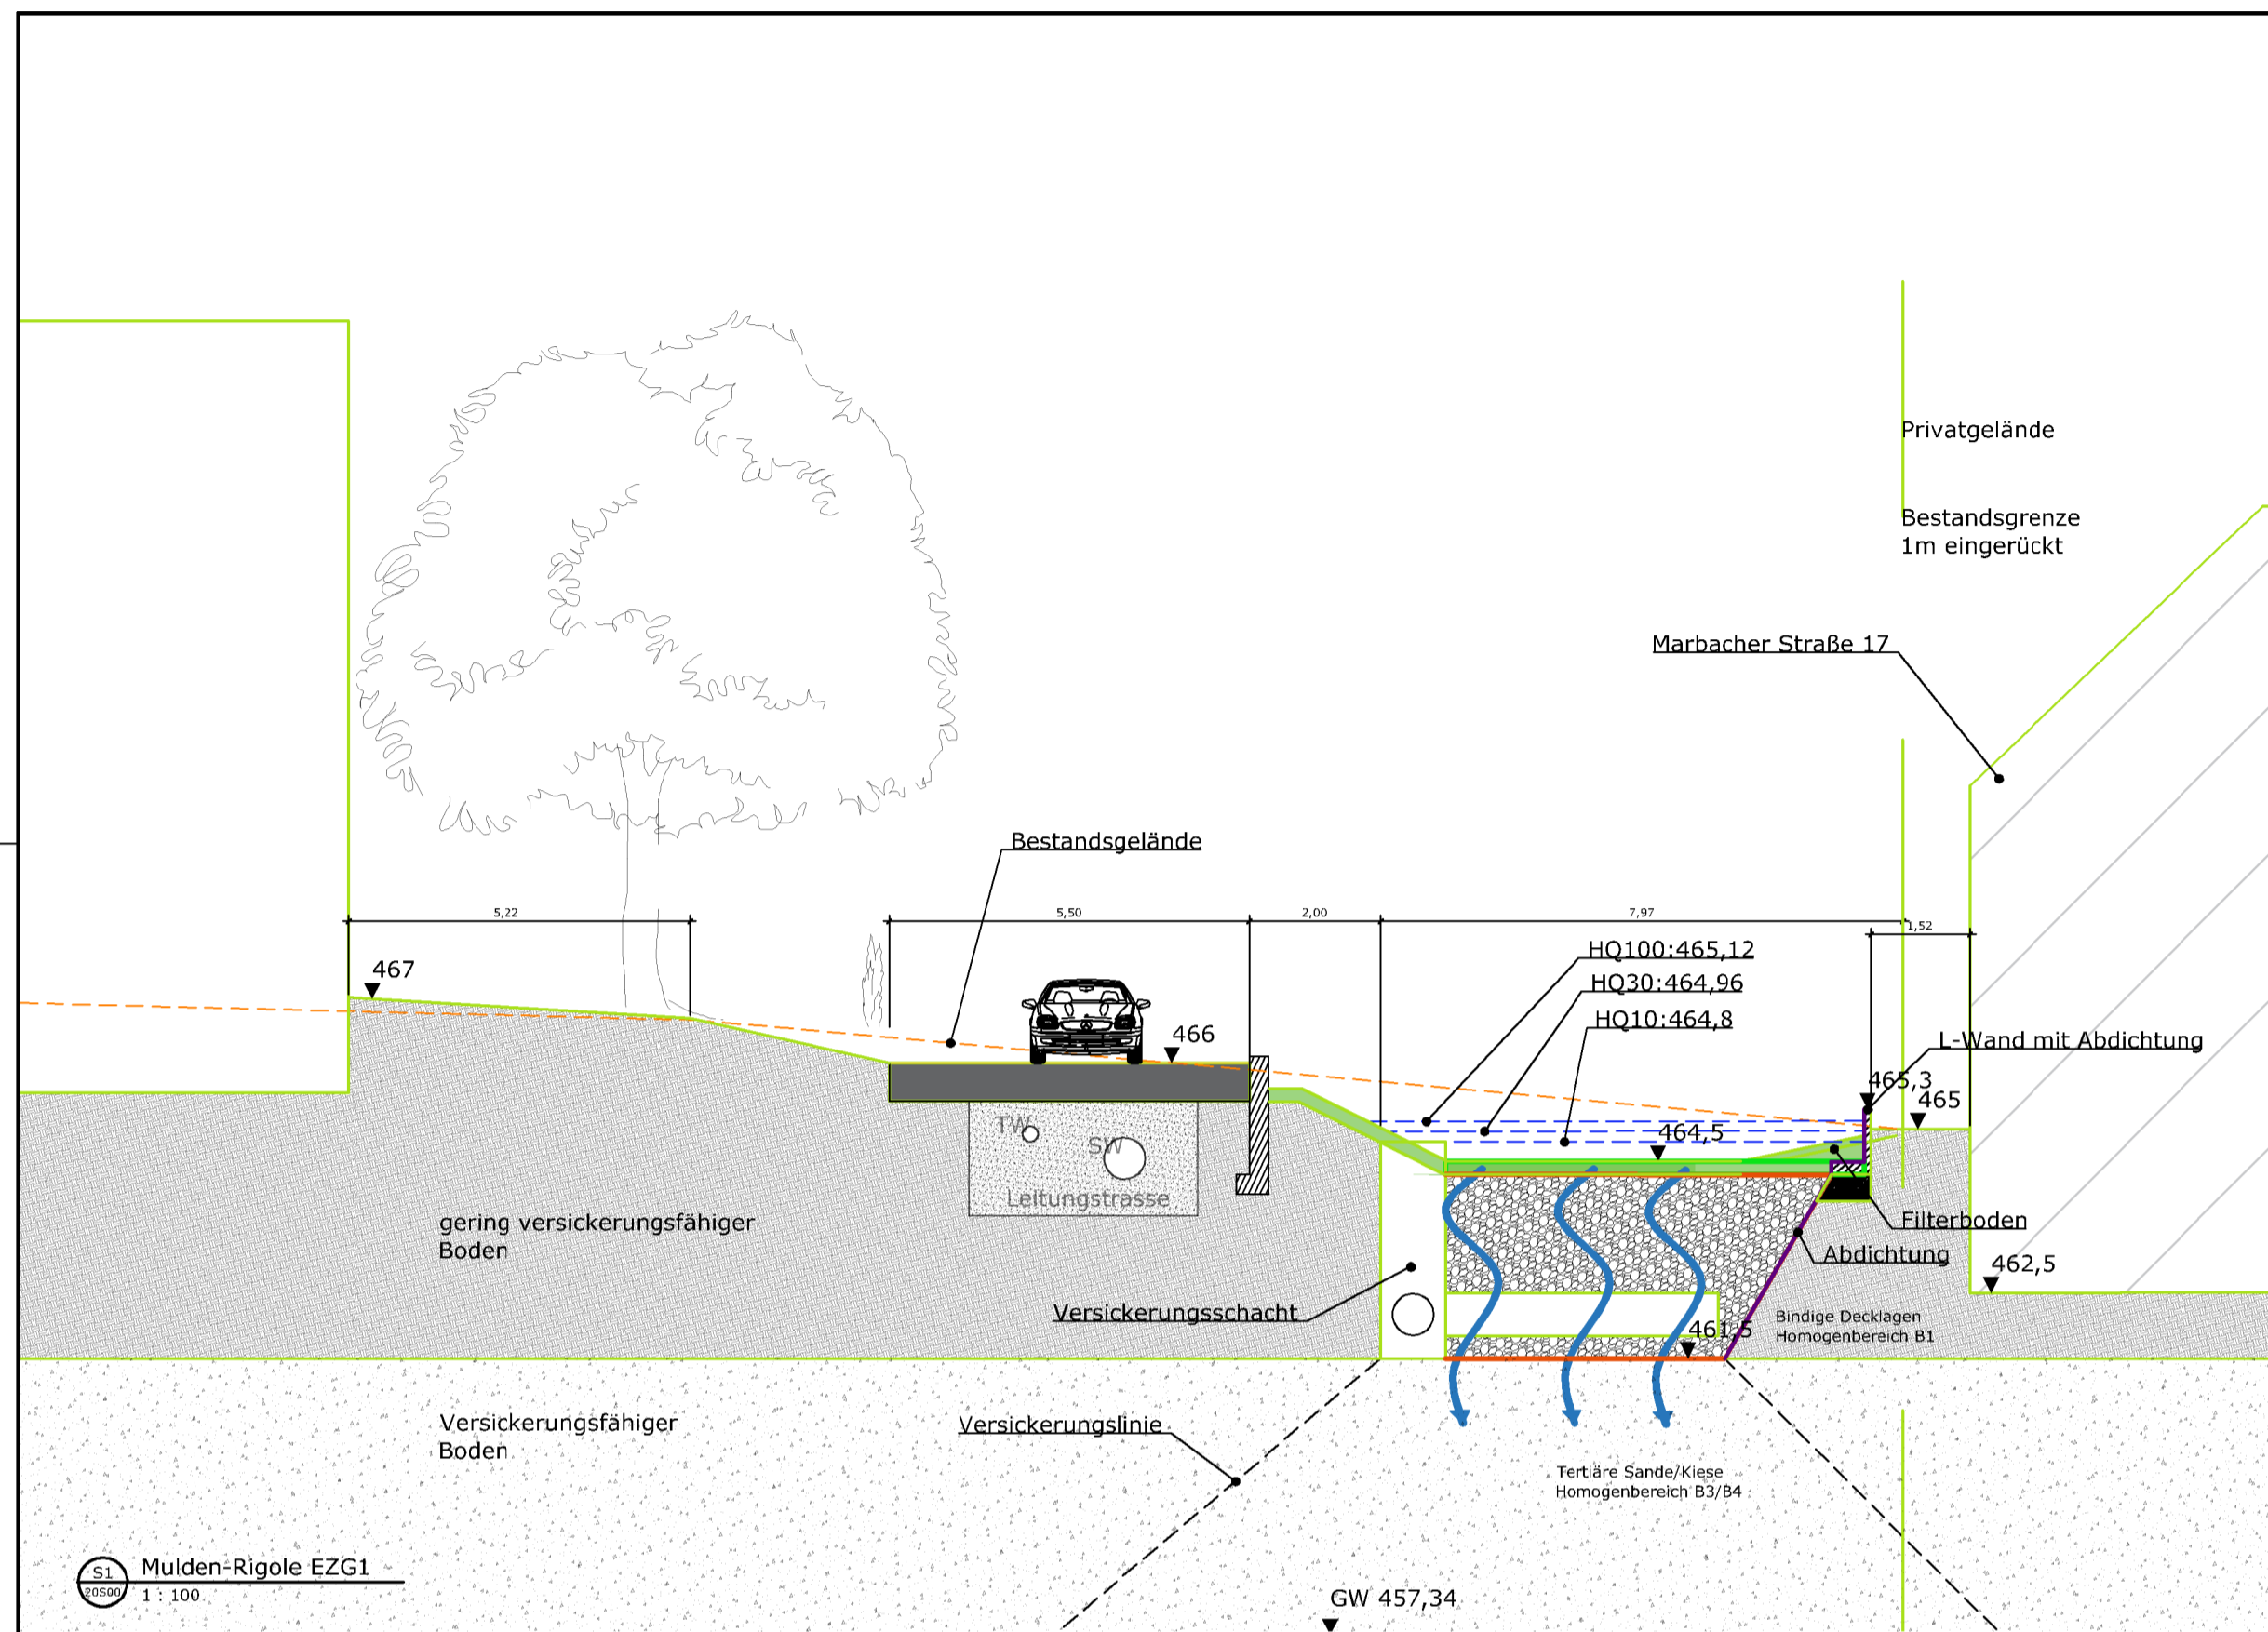 Privatgelände
Bestandsgrenze
1m eingerückt
Marbacher Straße 17
Bestandsgelände
5,22
5,50
2,00
7,97
1,52
HQ100:465,12
HQ30:464,96
HQ10:464,8
467
466
L-Wand mit Abdichtung
465,3
465
464,5
TW
SW
Leitungstrasse
gering versickerungsfähiger
Boden
Filterboden
Abdichtung
462,5
Versickerungsschacht
461,5
Bindige Decklagen
Homogenbereich B1
Versickerungsfähiger
Boden
Versickerungslinie
Tertiäre Sande/Kiese
Homogenbereich B3/B4
S1
20S00
Mulden-Rigole EZG1
1 : 100
GW 457,34